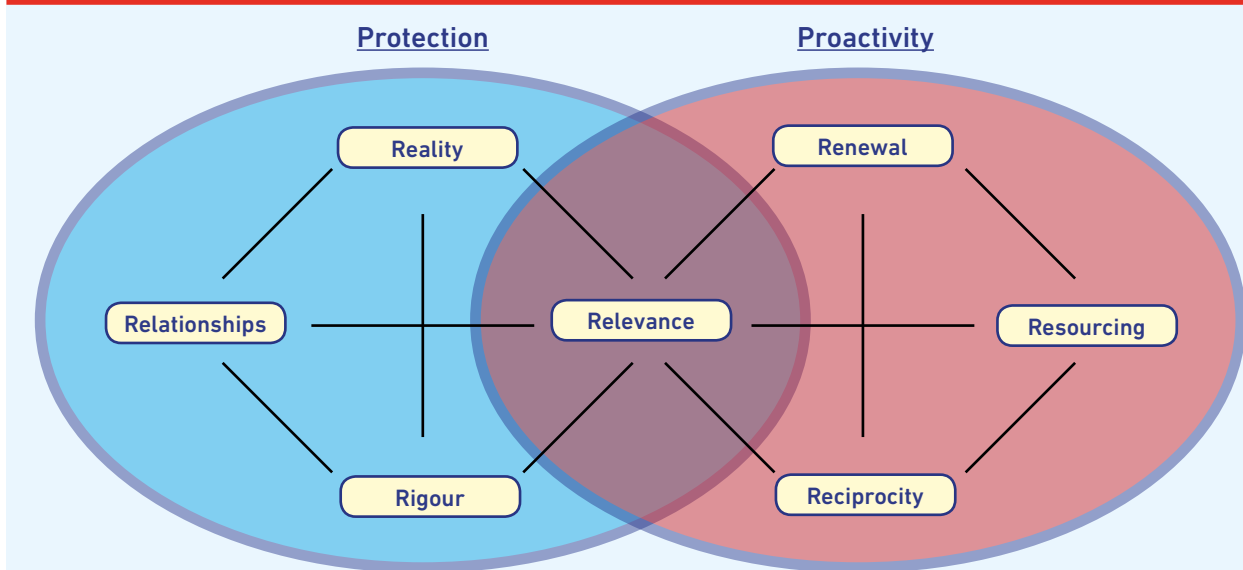 Protection
Proactivity
Reality
Renewal
Relationships
Relevance
Resourcing
Rigour
Reciprocity